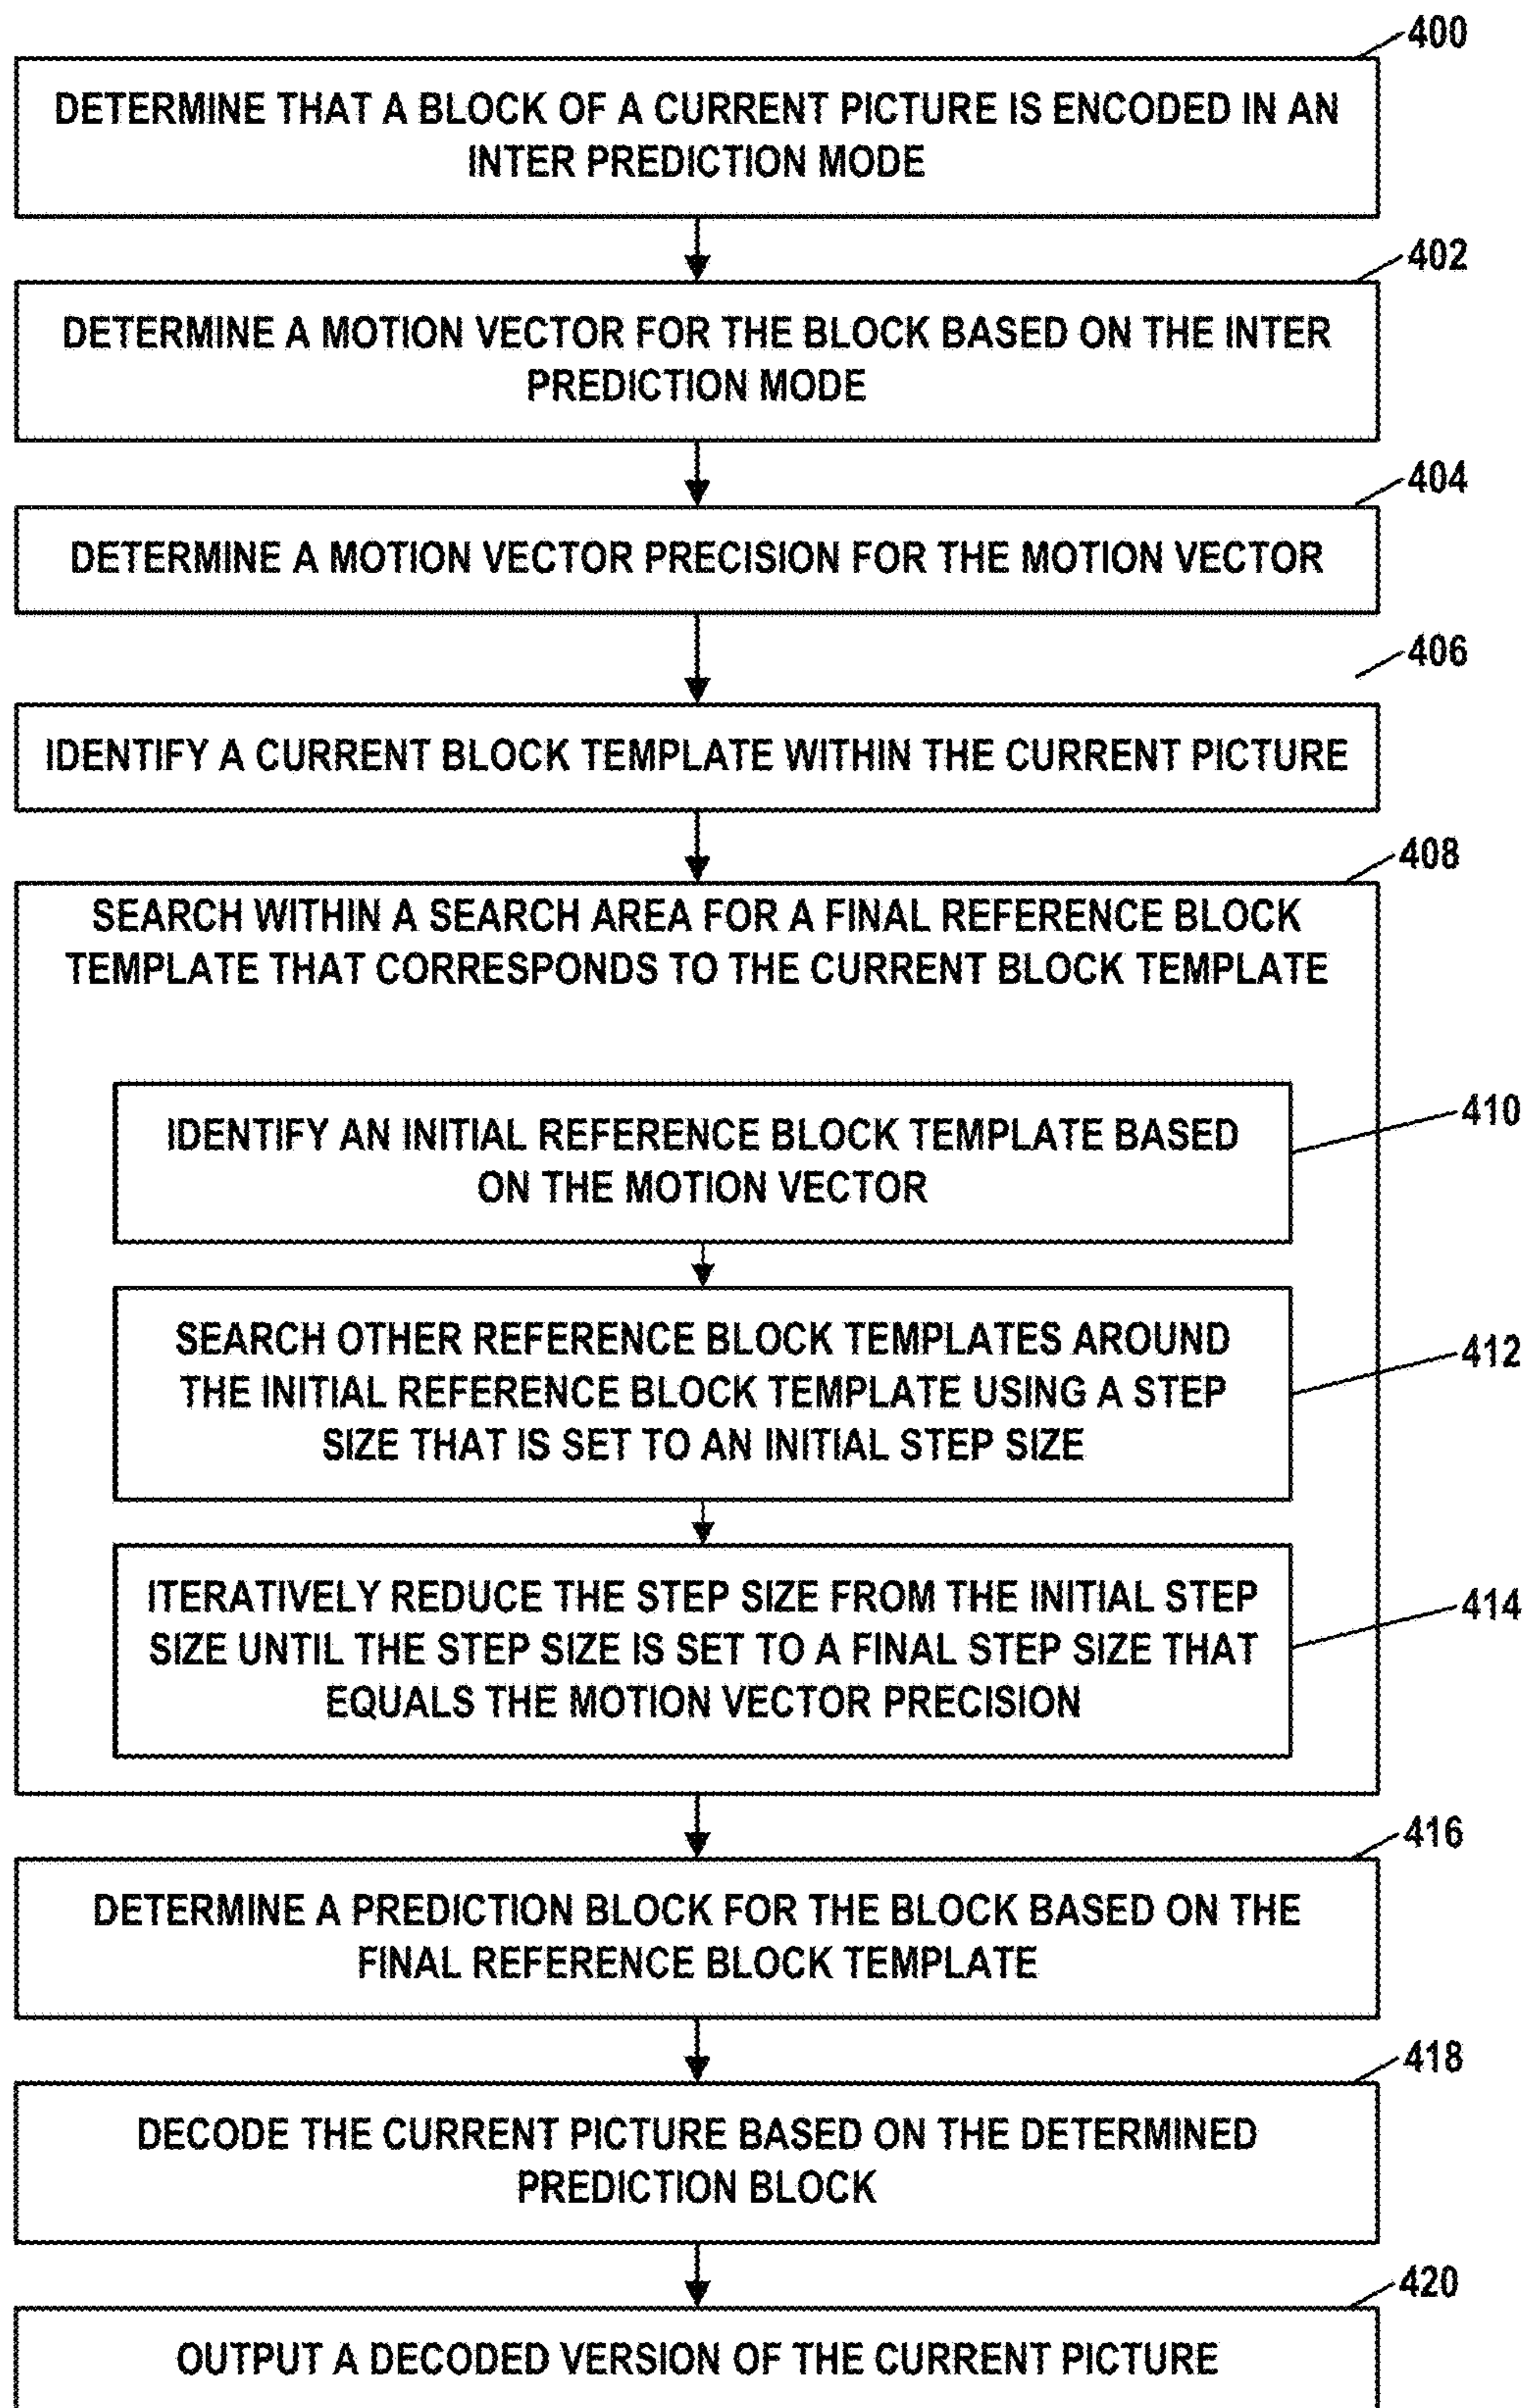 400
DETERMINE THAT A BLOCK OF A CURRENT PICTURE IS ENCODED IN AN
INTER PREDICTION MODE
402
DETERMINE A MOTION VECTOR FOR THE BLOCK BASED ON THE INTER
PREDICTION MODE
404
DETERMINE A MOTION VECTOR PRECISION FOR THE MOTION VECTOR
406
IDENTIFY A CURRENT BLOCK TEMPLATE WITHIN THE CURRENT PICTURE
408
SEARCH WITHIN A SEARCH AREA FOR A FINAL REFERENCE BLOCK
TEMPLATE THAT CORRESPONDS TO THE CURRENT BLOCK TEMPLATE
410
IDENTIFY AN INITIAL REFERENCE BLOCK TEMPLATE BASED
ON THE MOTION VECTOR
412
SEARCH OTHER REFERENCE BLOCK TEMPLATES AROUND
THE INITIAL REFERENCE BLOCK TEMPLATE USING A STEP
SIZE THAT IS SET TO AN INITIAL STEP SIZE
414
ITERATIVELY REDUCE THE STEP SIZE FROM THE INITIAL STEP
SIZE UNTIL THE STEP SIZE IS SET TO A FINAL STEP SIZE THAT
EQUALS THE MOTION VECTOR PRECISION
416
DETERMINE A PREDICTION BLOCK FOR THE BLOCK BASED ON THE
FINAL REFERENCE BLOCK TEMPLATE
418
DECODE THE CURRENT PICTURE BASED ON THE DETERMINED
PREDICTION BLOCK
420
OUTPUT A DECODED VERSION OF THE CURRENT PICTURE